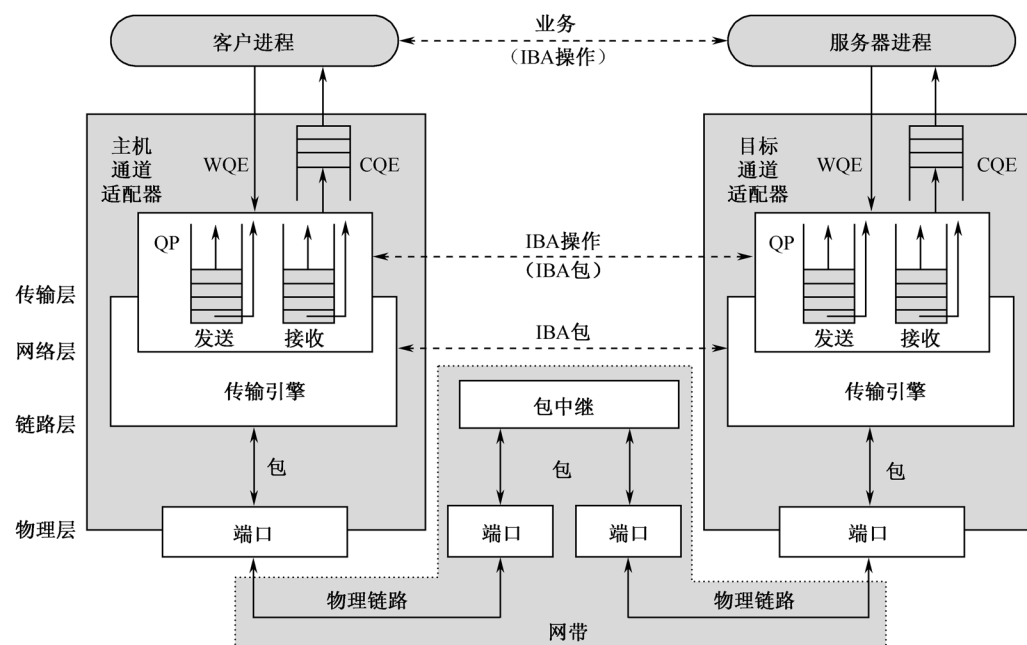 客户进程
业务
（IBA操作）
服务器进程
主机
通道
适配器
WQE
CQE
目标
通道
适配器
WQE
CQE
QP
IBA操作
（IBA包）
QP
传输层
发送
接收
IBA包
发送
接收
网络层
传输引擎
包中继
传输引擎
链路层
包
包
包
物理层
端口
端口
端口
端口
物理链路
物理链路
网带